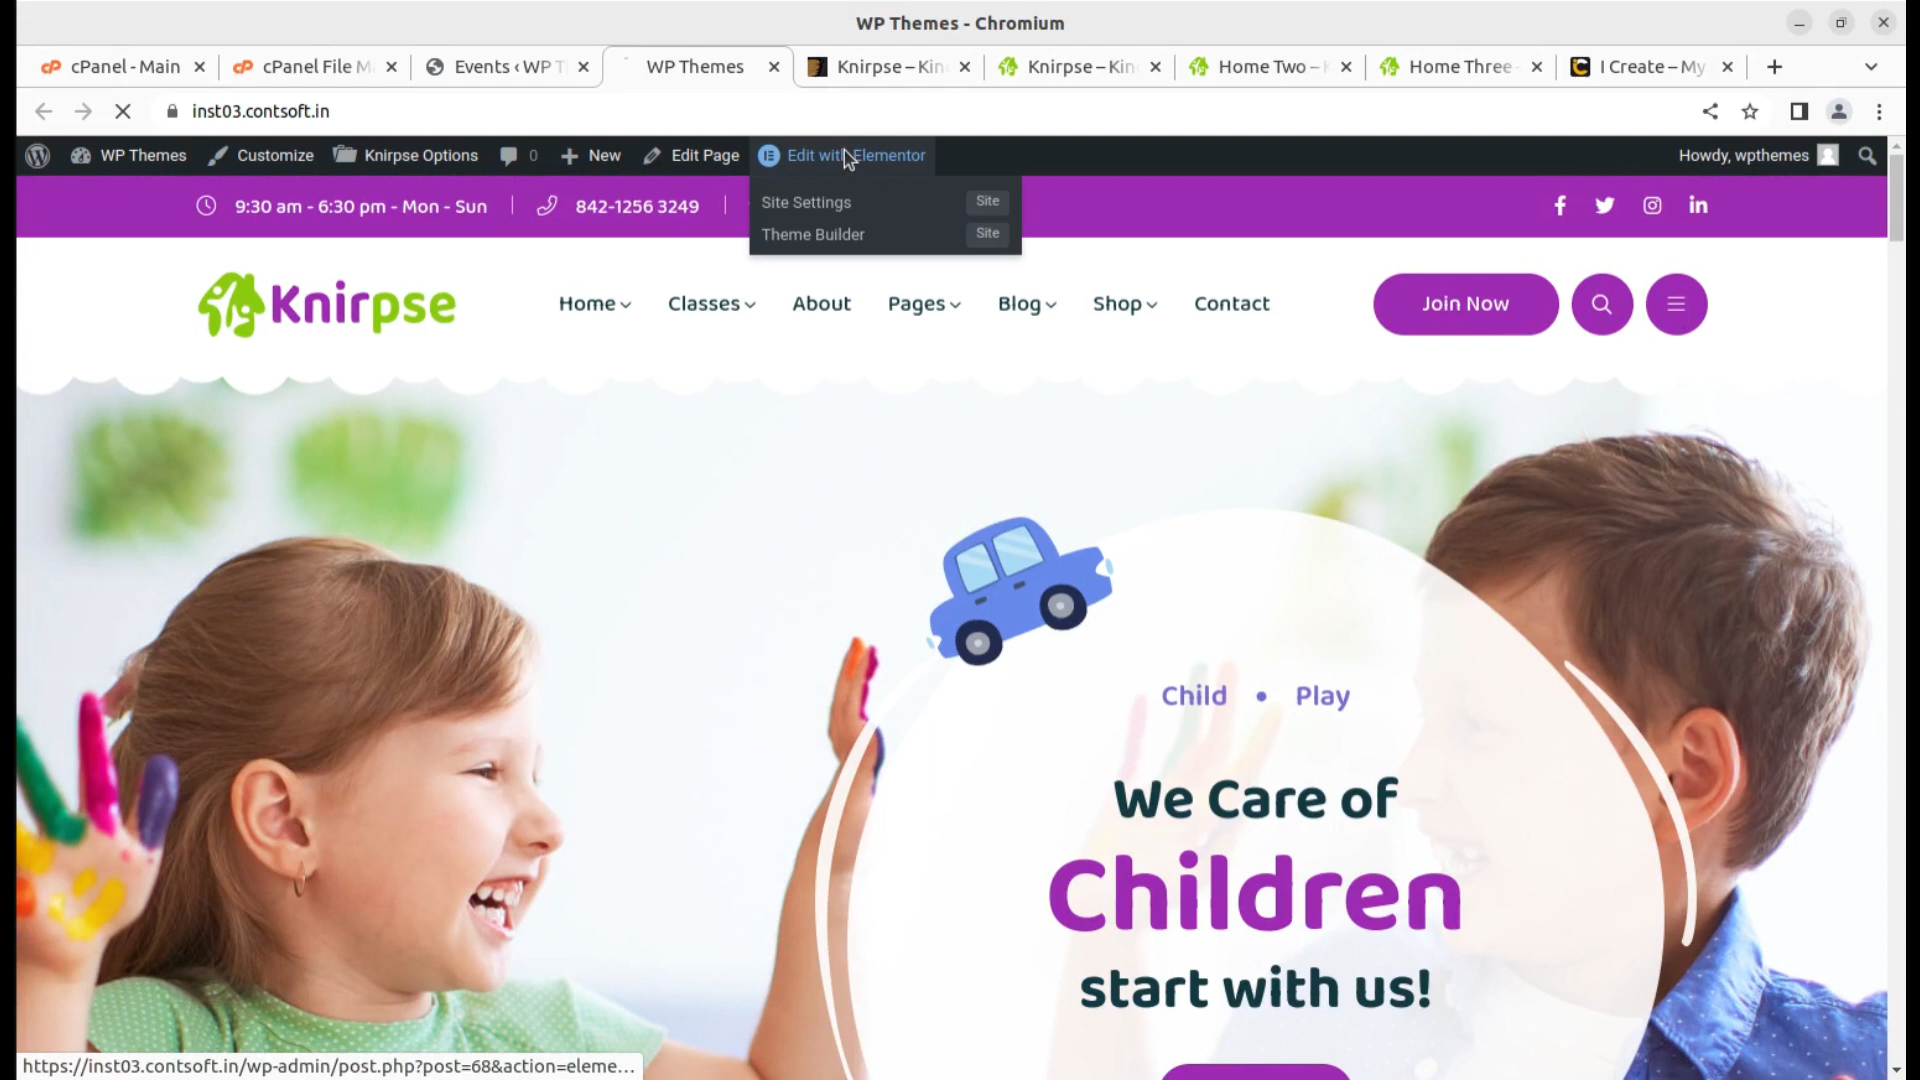 WP Themes - Chromium
cPanel - Main
cPanel File M
Events ‹ WP T
WP Themes
Knirpse – Kin
Knirpse – Kin
Home Two –
Home Three
I Create – My
inst03.contsoft.in
WP Themes
Customize
Knirpse Options
0
New
Edit Page
Edit with Elementor
Howdy, wpthemes
Site Settings
Site
Theme Builder
Site
9:30 am - 6:30 pm - Mon - Sun
842-1256 3249
Knirpse
Home
Classes
About
Pages
Blog
Shop
Contact
Join Now
Child • Play
We Care of
Children
start with us!
https://inst03.contsoft.in/wp-admin/post.php?post=68&action=eleme...